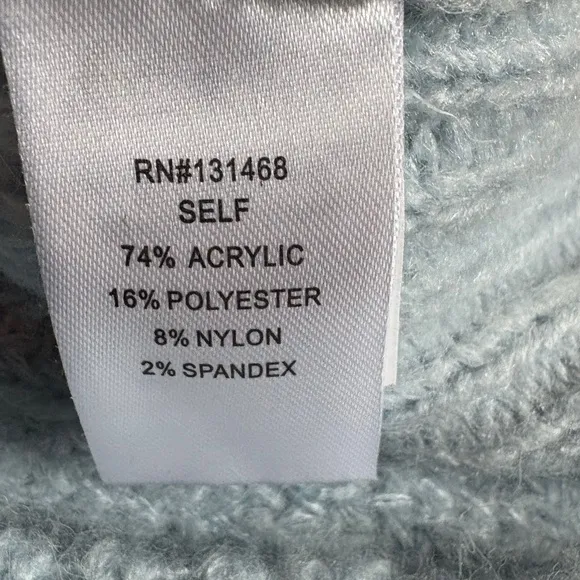 RN#131468
SELF
74% ACRYLIC
16% POLYESTER
8% NYLON
2% SPANDEX